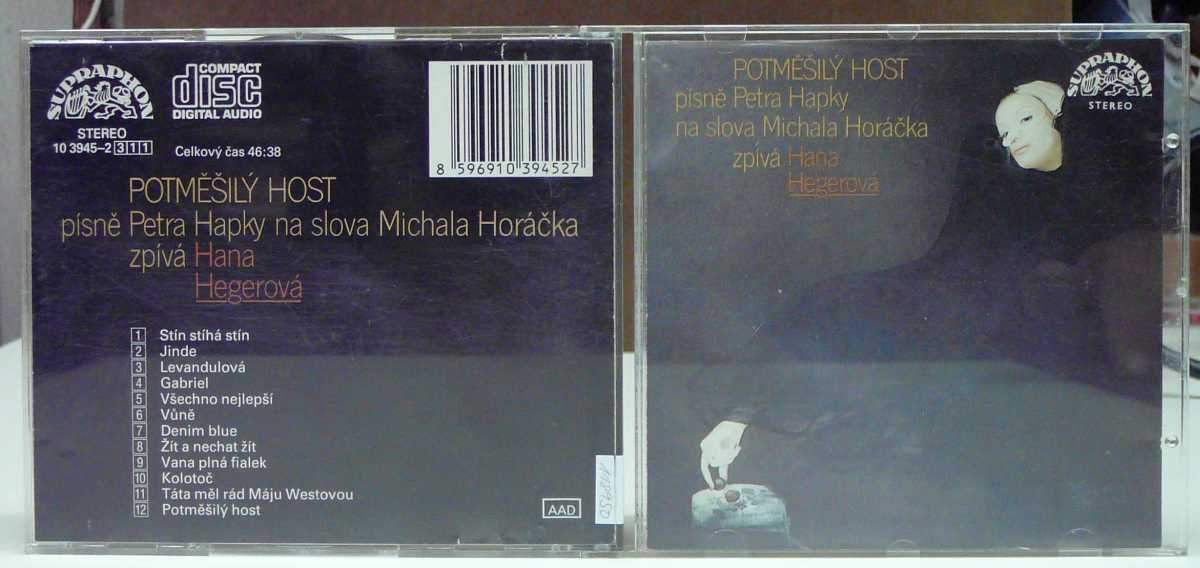 SUPRAPHON
STEREO
10 3945-2 311
COMPACT
disc
DIGITAL AUDIO
Celkový čas 46:38
8 596910 394527
POTMĚŠILÝ HOST
písně Petra Hapky na slova Michala Horáčka
zpívá Hana
Hegerová
1 Stín stíhá stín
2 Jinde
3 Levandulová
4 Gabriel
5 Všechno nejlepší
6 Vůně
7 Denim blue
8 Žít a nechat žít
9 Vana plná fialek
10 Kolotoč
11 Táta měl rád Máju Westovou
12 Potměšilý host
AAD
POTMĚŠILÝ HOST
písně Petra Hapky
na slova Michala Horáčka
zpívá Hana
Hegerová
SUPRAPHON
STEREO